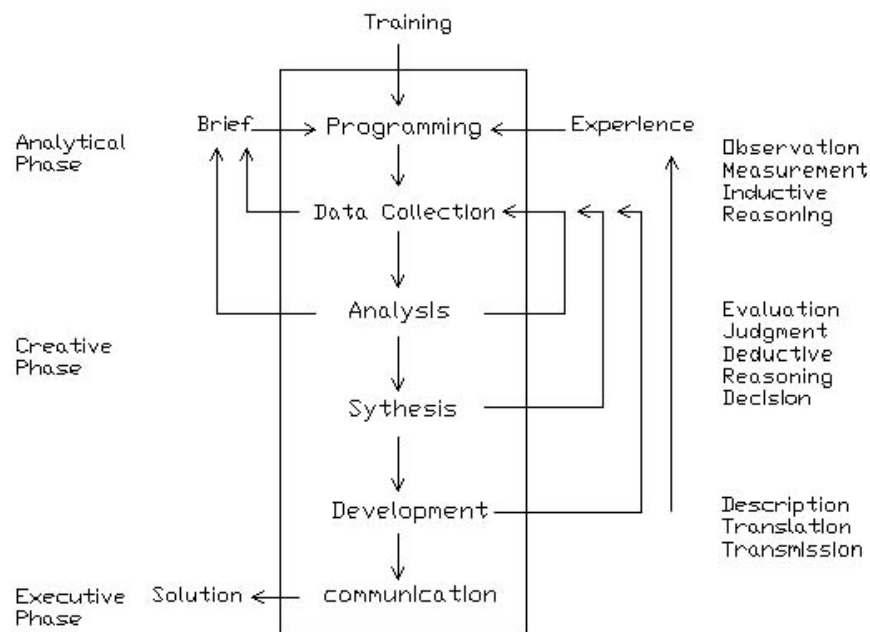 Training
Brief
Programming
Experience
Analytical
Phase
Observation
Measurement
Inductive
Reasoning
Data Collection
Analysis
Evaluation
Judgment
Deductive
Reasoning
Decision
Creative
Phase
Sythesis
Development
Description
Translation
Transmission
Executive
Phase
Solution
communication